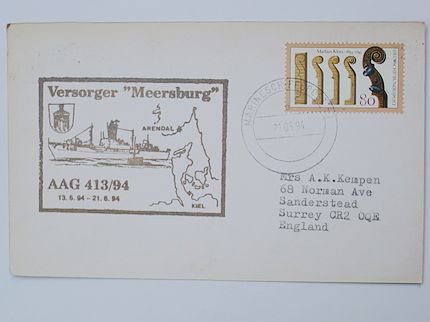 Versorger "Meersburg"
ARENDAL
KIEL
AAG 413/94
13. 6. 94 - 21. 6. 94
80
94
Mrs A.K.Kempen
68 Norman Ave
Sanderstead
Surrey CR2 OQE
England